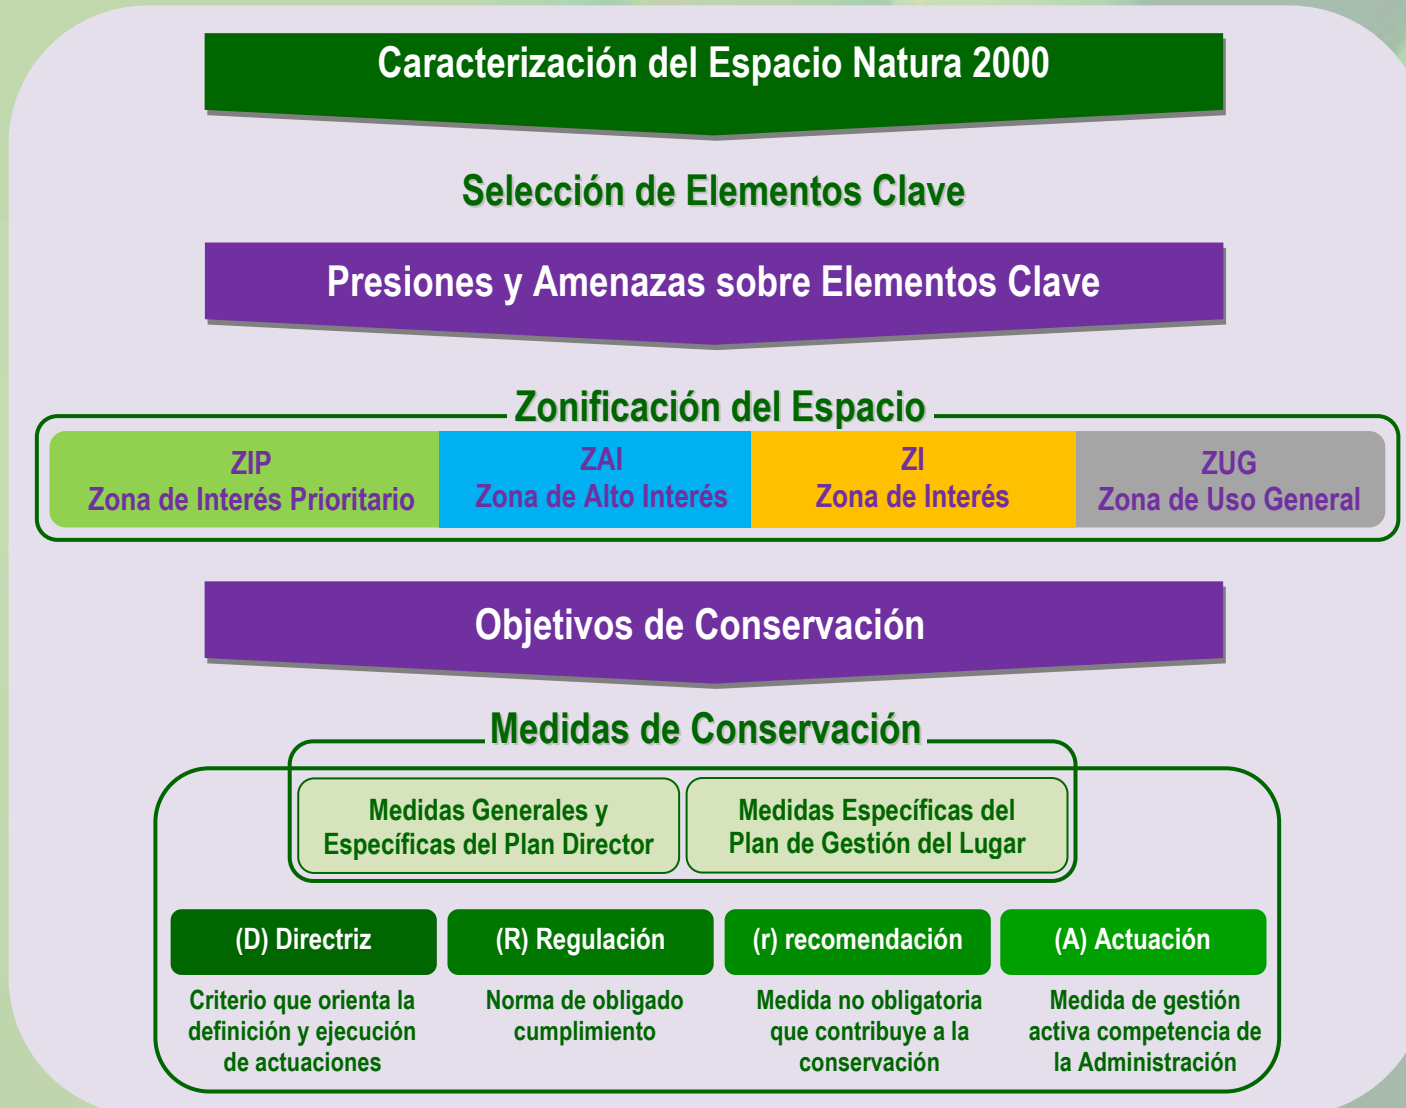 Caracterización del Espacio Natura 2000
Selección de Elementos Clave
Presiones y Amenazas sobre Elementos Clave
Zonificación del Espacio
ZIP
Zona de Interés Prioritario
ZAI
Zona de Alto Interés
ZI
Zona de Interés
ZUG
Zona de Uso General
Objetivos de Conservación
Medidas de Conservación
Medidas Generales y
Específicas del Plan Director
Medidas Específicas del
Plan de Gestión del Lugar
(D) Directriz
Criterio que orienta la
definición y ejecución
de actuaciones
(R) Regulación
Norma de obligado
cumplimiento
(r) recomendación
Medida no obligatoria
que contribuye a la
conservación
(A) Actuación
Medida de gestión
activa competencia de
la Administración